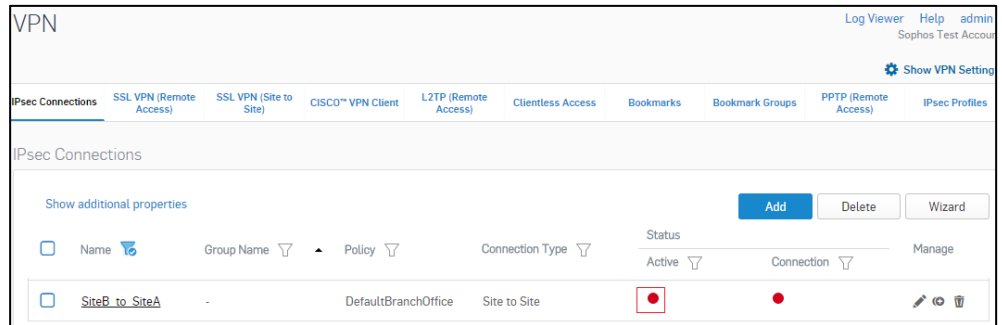 VPN
Log Viewer Help admin
Sophos Test Accour
Show VPN Setting
IPsec Connections
SSL VPN (Remote
Access)
SSL VPN (Site to
Site)
CISCO™ VPN Client
L2TP (Remote
Access)
Clientless Access
Bookmarks
Bookmark Groups
PPTP (Remote
Access)
IPsec Profiles
IPsec Connections
Show additional properties
Add
Delete
Wizard
Name
Group Name
Policy
Connection Type
Status
Active
Connection
Manage
SiteB_to_SiteA
-
DefaultBranchOffice
Site to Site